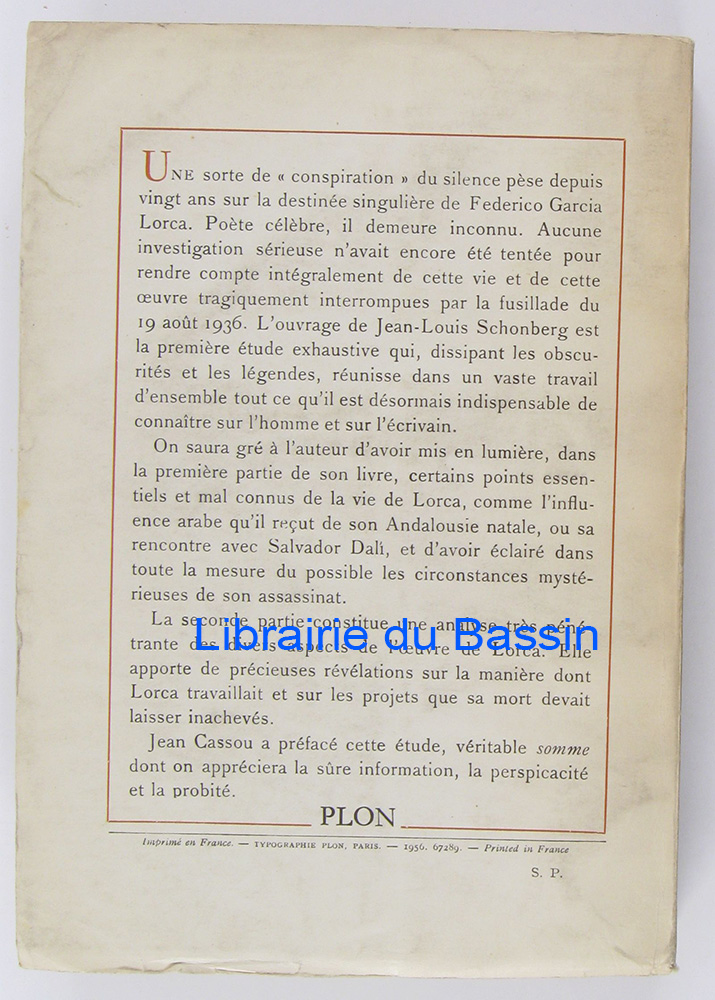 UNE sorte de « conspiration » du silence pèse depuis
vingt ans sur la destinée singulière de Federico Garcia
Lorca. Poète célèbre, il demeure inconnu. Aucune
investigation sérieuse n'avait encore été tentée pour
rendre compte intégralement de cette vie et de cette
œuvre tragiquement interrompues par la fusillade du
19 août 1936. L'ouvrage de Jean-Louis Schonberg est
la première étude exhaustive qui, dissipant les obscu-
rités et les légendes, réunisse dans un vaste travail
d'ensemble tout ce qu'il est désormais indispensable de
connaître sur l'homme et sur l'écrivain.
On saura gré à l'auteur d'avoir mis en lumière, dans
la première partie de son livre, certains points essen-
tiels et mal connus de la vie de Lorca, comme l'influ-
ence arabe qu'il reçut de son Andalousie natale, ou sa
rencontre avec Salvador Dalí, et d'avoir éclairé dans
toute la mesure du possible les circonstances mysté-
rieuses de son assassinat.
La seconde partie constitue une analyse très péné-
Librairie du Bassin
trante des divers aspects de l'œuvre de Lorca. Elle
apporte de précieuses révélations sur la manière dont
Lorca travaillait et sur les projets que sa mort devait
laisser inachevés.
Jean Cassou a préfacé cette étude, véritable somme
dont on appréciera la sûre information, la perspicacité
et la probité.
PLON
Imprimé en France. — TYPOGRAPHIE PLON, PARIS. — 1956. 67289. — Printed in France
S. P.